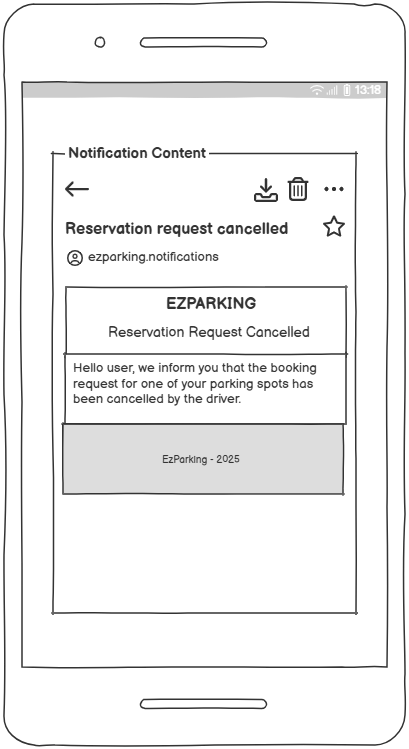 13:18
Notification Content
Reservation request cancelled
ezparking.notifications
EZPARKING
Reservation Request Cancelled
Hello user, we inform you that the booking
request for one of your parking spots has
been cancelled by the driver.
EzParking - 2025